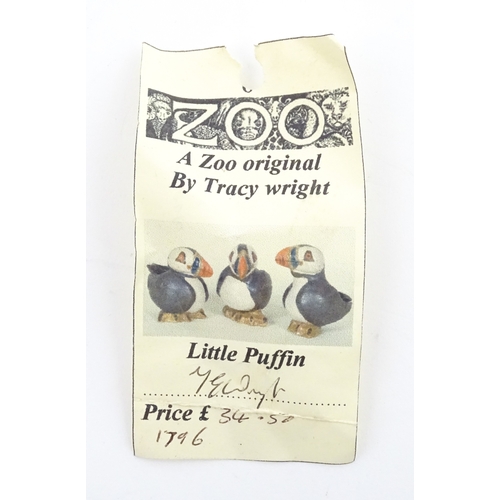 ZOO
A Zoo original
By Tracy wright
Little Puffin
Price £ 34.50
1796